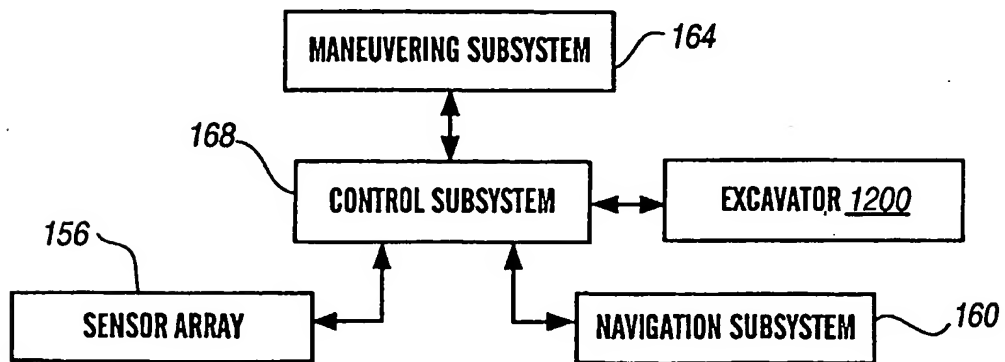 MANEUVERING SUBSYSTEM
164
168
CONTROL SUBSYSTEM
EXCAVATOR 1200
156
SENSOR ARRAY
NAVIGATION SUBSYSTEM
160